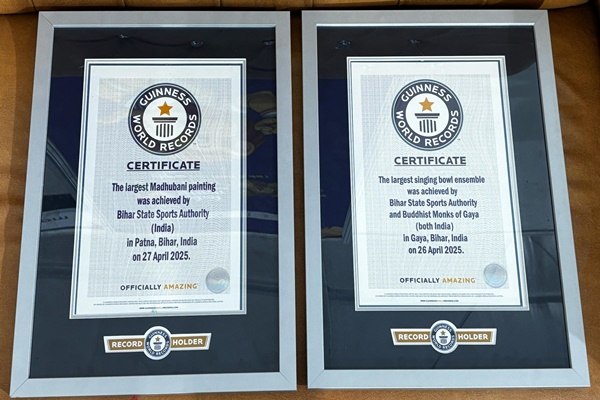 GUINNESS
WORLD RECORDS
CERTIFICATE
The largest Madhubani painting
was achieved by
Bihar State Sports Authority
(India)
in Patna, Bihar, India
on 27 April 2025.
OFFICIALLY AMAZING
RECORD HOLDER
GUINNESS
WORLD RECORDS
CERTIFICATE
The largest singing bowl ensemble
was achieved by
Bihar State Sports Authority
and Buddhist Monks of Gaya
(both India)
in Gaya, Bihar, India
on 26 April 2025.
OFFICIALLY AMAZING
RECORD HOLDER